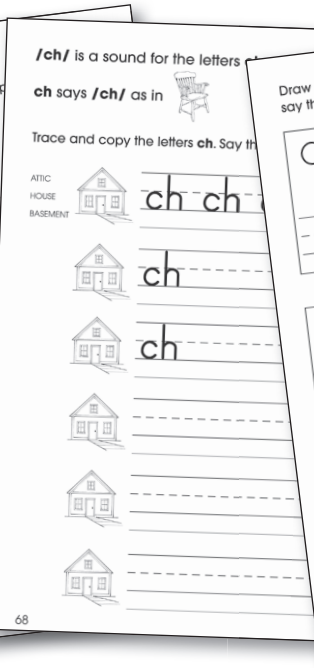 /ch/ is a sound for the letters
ch says /ch/ as in
Trace and copy the letters ch. Say th
ATTIC
HOUSE
BASEMENT
ch ch
ch
ch
68
Draw
say th